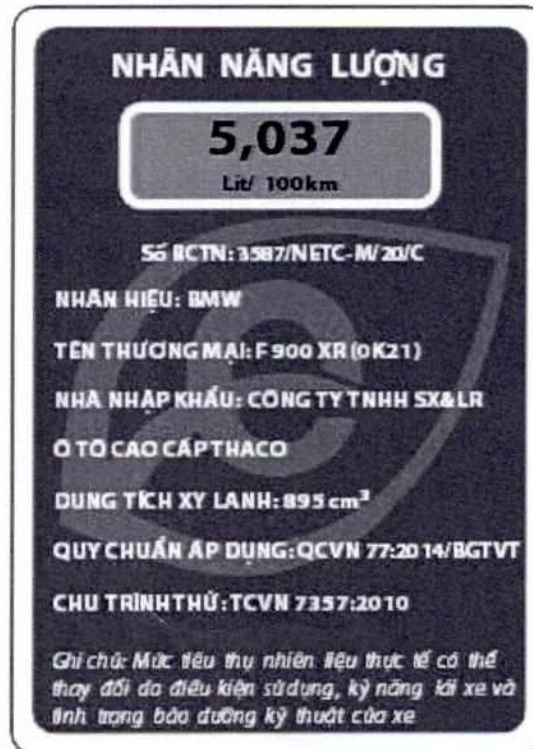 NHÃN NĂNG LƯỢNG
5,037
Lít/ 100km
Số BCTN: 3587/NETC-M/20/C
NHÃN HIỆU: BMW
TÊN THƯƠNG MẠI: F 900 XR (0K21)
NHÀ NHẬP KHẨU: CÔNG TY TNHH SX&LR
Ô TÔ CAO CẤP THACO
DUNG TÍCH XY LANH: 895 cm³
QUY CHUẨN ÁP DỤNG: QCVN 77:2014/BGTVT
CHU TRÌNH THỬ: TCVN 7357:2010
Ghi chú: Mức tiêu thụ nhiên liệu thực tế có thể
thay đổi do điều kiện sử dụng, kỹ năng lái xe và
tình trạng bảo dưỡng kỹ thuật của xe